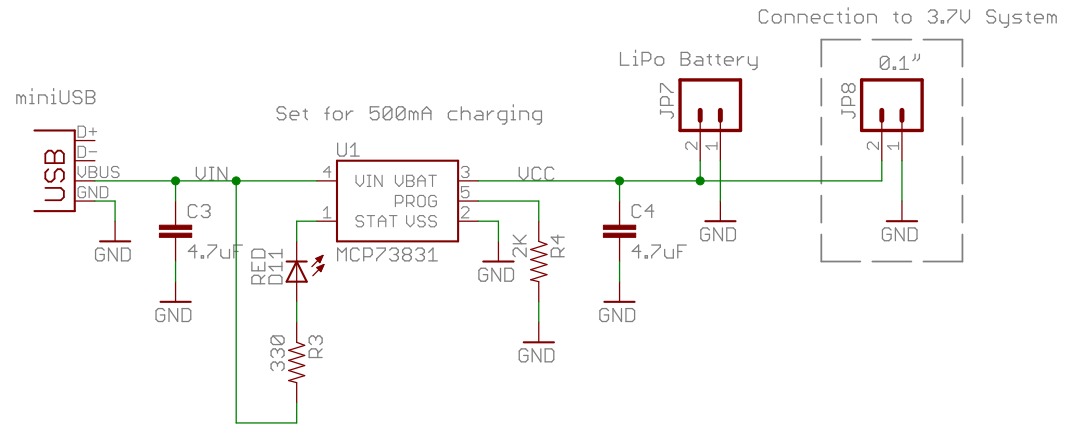 Connection to 3.7V System
LiPo Battery
0.1"
JP7
JP8
2
1
2
1
miniUSB
Set for 500mA charging
USB
D+
D-
VBUS
GND
VIN
U1
4
VIN VBAT
3
VCC
PROG
5
1
STAT VSS
2
MCP73831
C3
4.7uF
C4
4.7uF
RED
D11
2K
R4
330
R3
GND
GND
GND
GND
GND
GND
GND